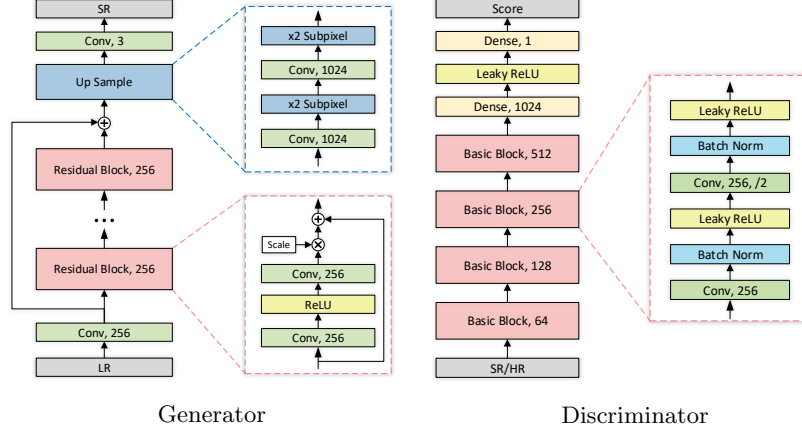 SR
Conv, 3
Up Sample
Residual Block, 256
...
Residual Block, 256
Conv, 256
LR
x2 Subpixel
Conv, 1024
x2 Subpixel
Conv, 1024
Scale
Conv, 256
ReLU
Conv, 256
Generator
Score
Dense, 1
Leaky ReLU
Dense, 1024
Basic Block, 512
Basic Block, 256
Basic Block, 128
Basic Block, 64
SR/HR
Leaky ReLU
Batch Norm
Conv, 256, /2
Leaky ReLU
Batch Norm
Conv, 256
Discriminator